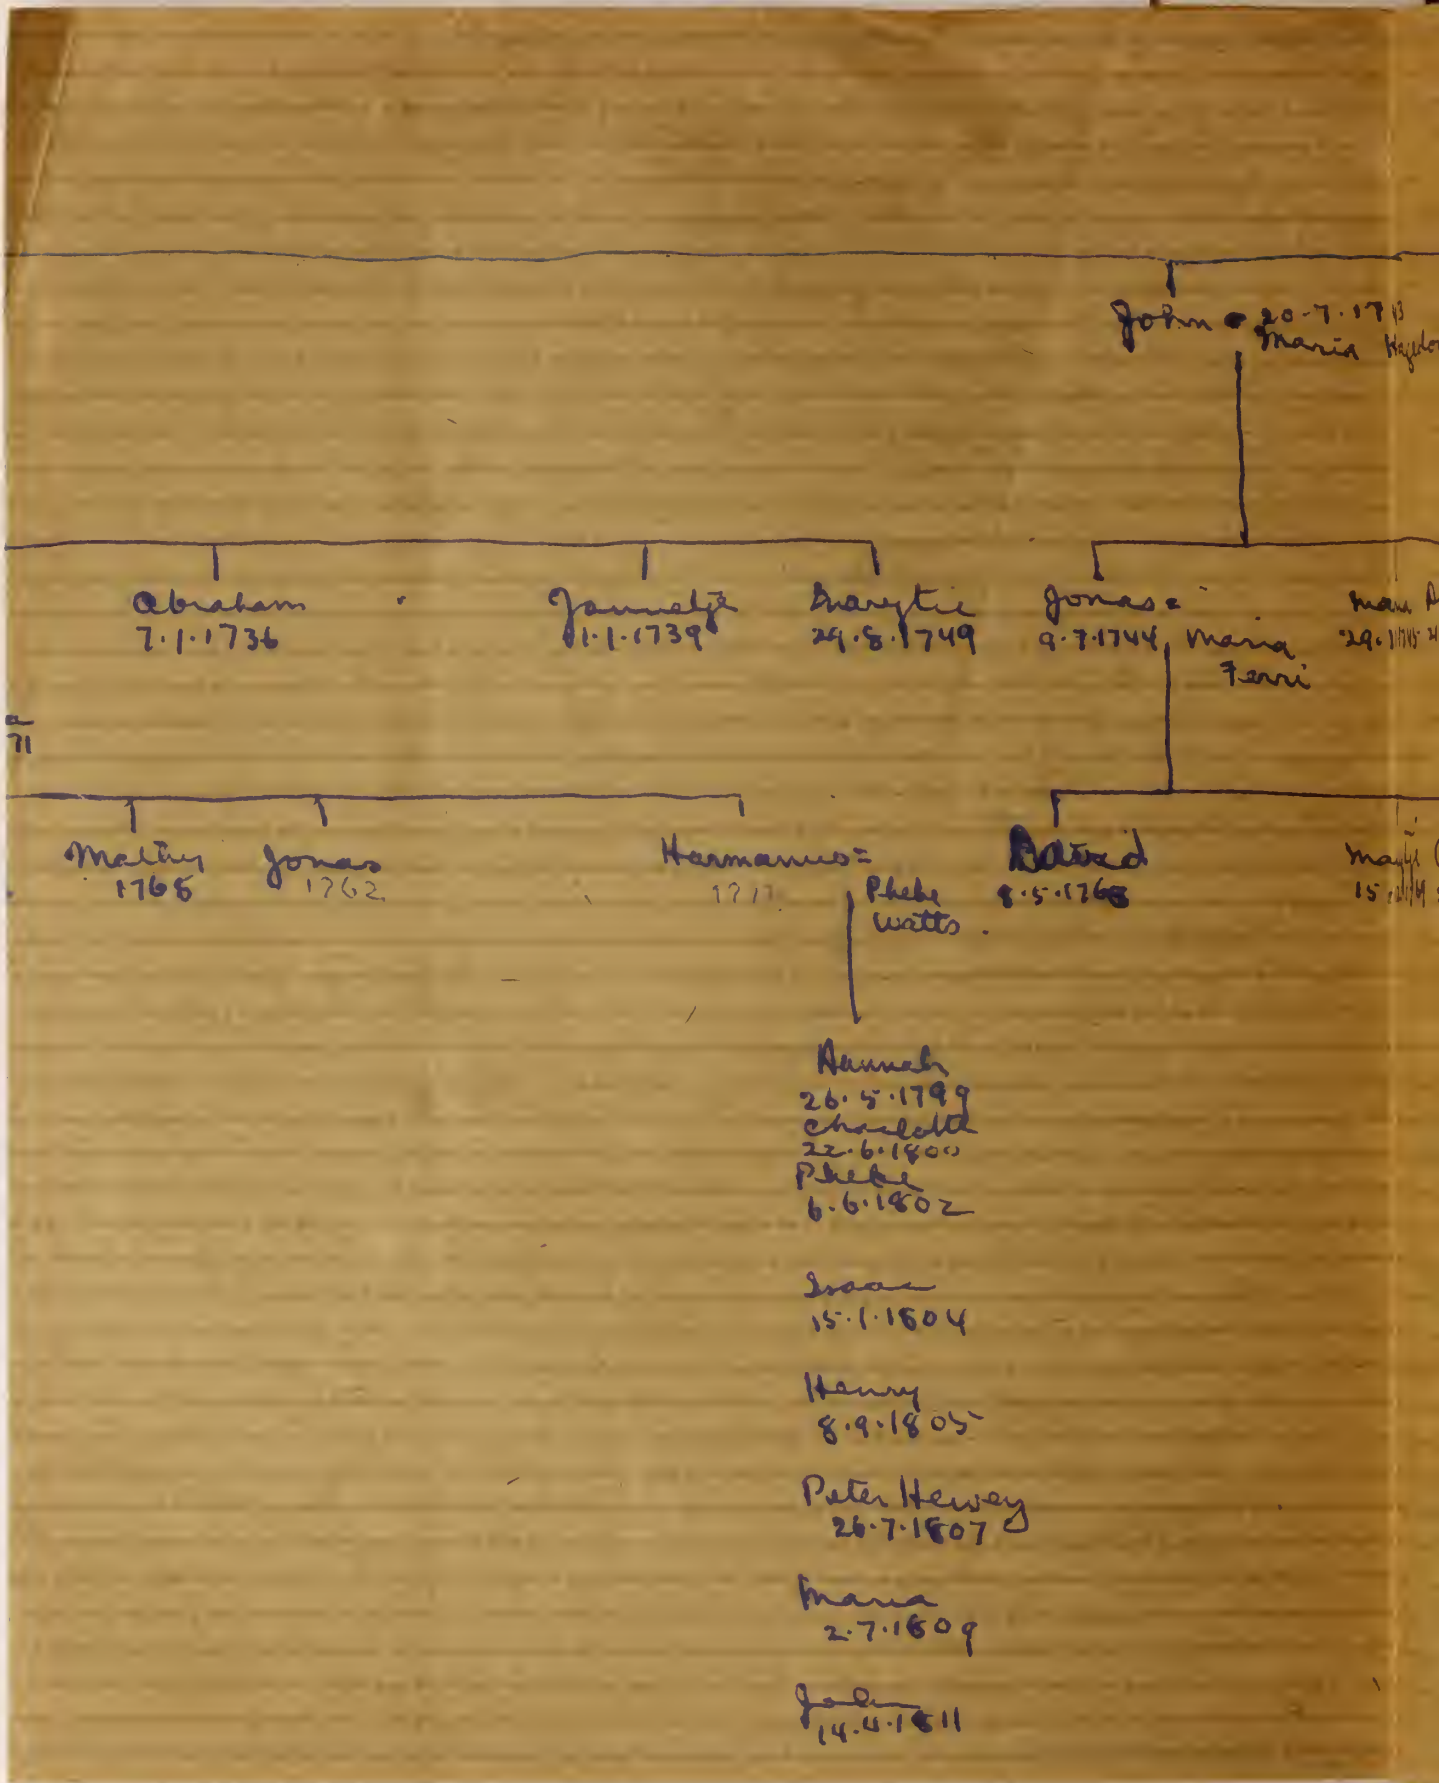 John = 20.7.17
Maria
Abraham
7.1.1736
Jannetje
1.1.1739
Marytie
29.8.1749
Jonas =
9.7.1744
Maria
Ferri
a
71
1768
Jonas
1762
Harmanus =
Phebe
Watts.
David
8.5.1768
Hannah
26.5.1799
Charlotte
22.6.1800
Phebe
6.6.1802
Isaac
15.1.1804
Henry
8.9.1805
Peter Hewey
26.7.1807
Maria
2.7.1809
John
14.4.1811